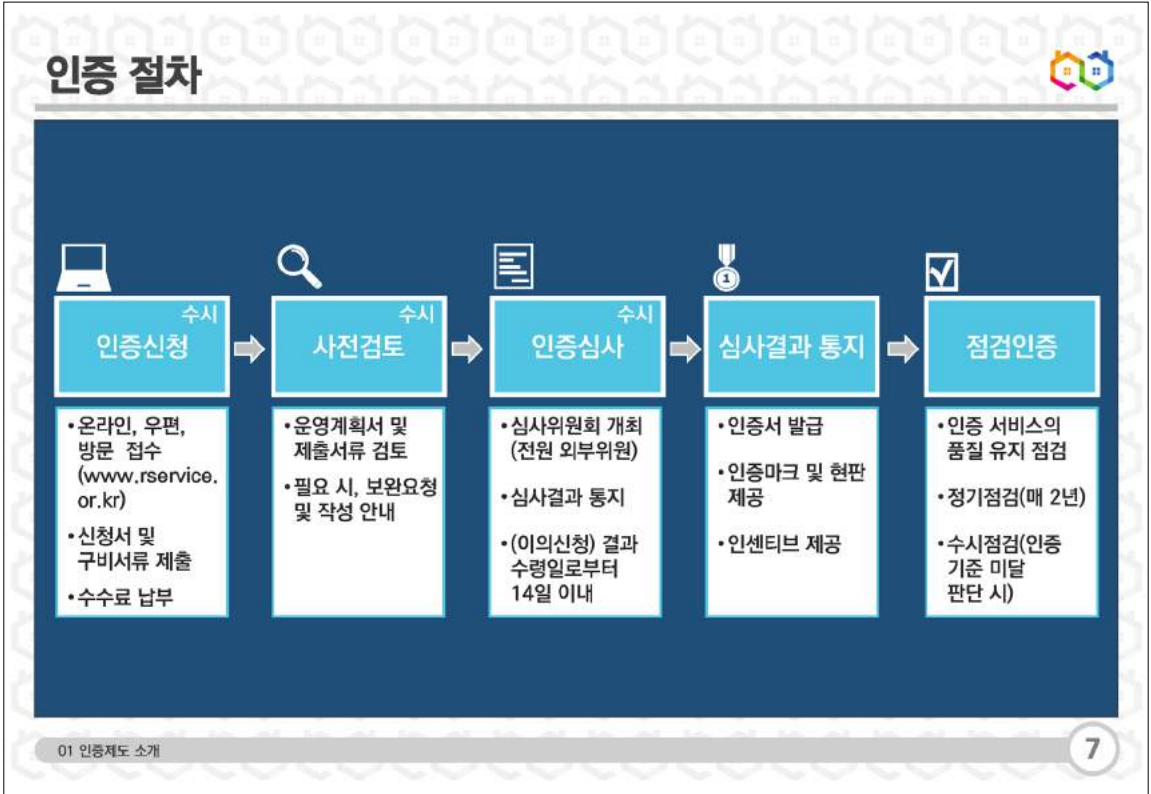 인증 절차
수시
인증신청
수시
사전검토
수시
인증심사
1
심사결과 통지
점검인증
•온라인, 우편,
방문 접수
(www.rservice.
or.kr)
•신청서 및
구비서류 제출
•수수료 납부
•운영계획서 및
제출서류 검토
•필요 시, 보완요청
및 작성 안내
•심사위원회 개최
(전원 외부위원)
•심사결과 통지
•(이의신청) 결과
수령일로부터
14일 이내
•인증서 발급
•인증마크 및 현판
제공
•인센티브 제공
•인증 서비스의
품질 유지 점검
•정기점검(매 2년)
•수시점검(인증
기준 미달
판단 시)
01 인증제도 소개
7